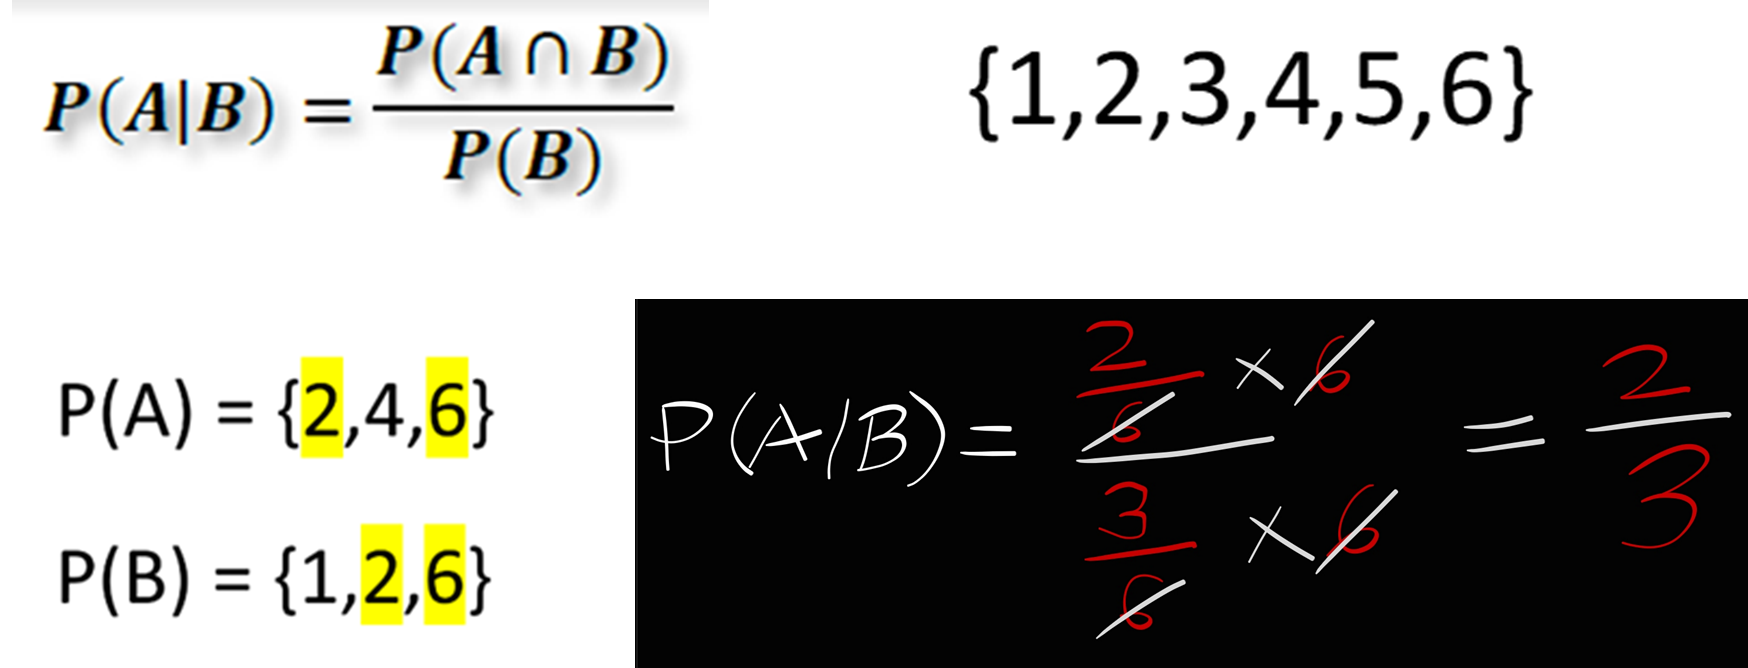 P(A|B) = P(A ∩ B) / P(B)
{1,2,3,4,5,6}
P(A) = {2,4,6}
P(B) = {1,2,6}
P(A/B) = (2/6 × 6) / (3/6 × 6) = 2/3